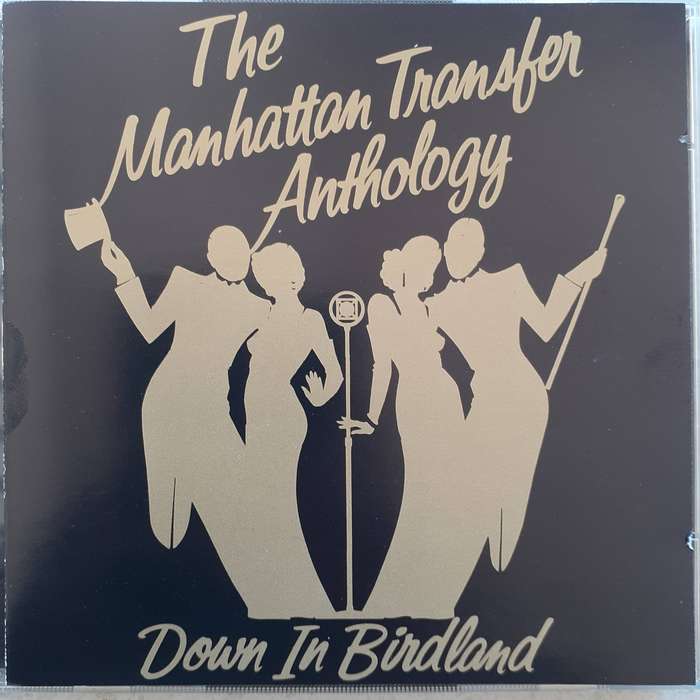 The
Manhattan Transfer
Anthology
Down In Birdland